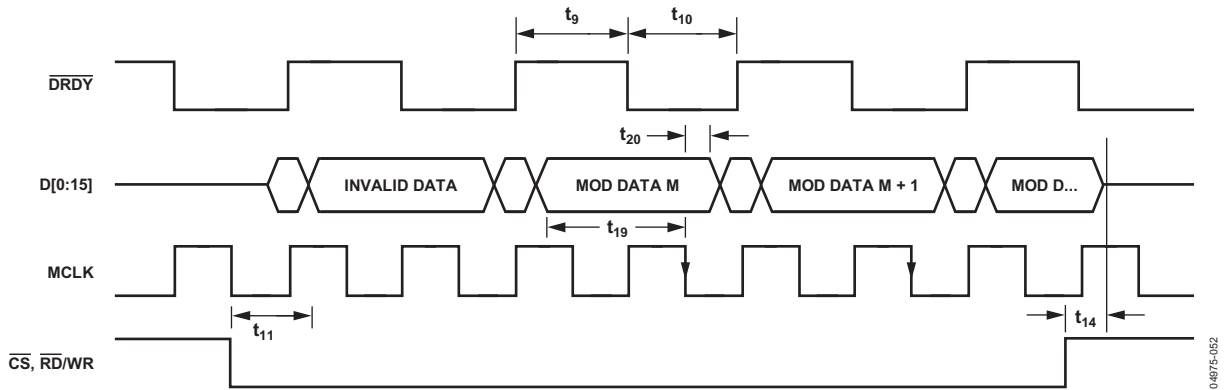 t9 t10
DRDY
t20
D[0:15] INVALID DATA MOD DATA M MOD DATA M + 1 MOD D...
t19
MCLK
t11 t14
CS, RD/WR
04975-052